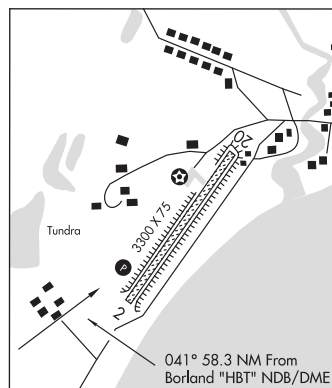 20
3300 X 75
Tundra
P
2
041° 58.3 NM From
Borland "HBT" NDB/DME